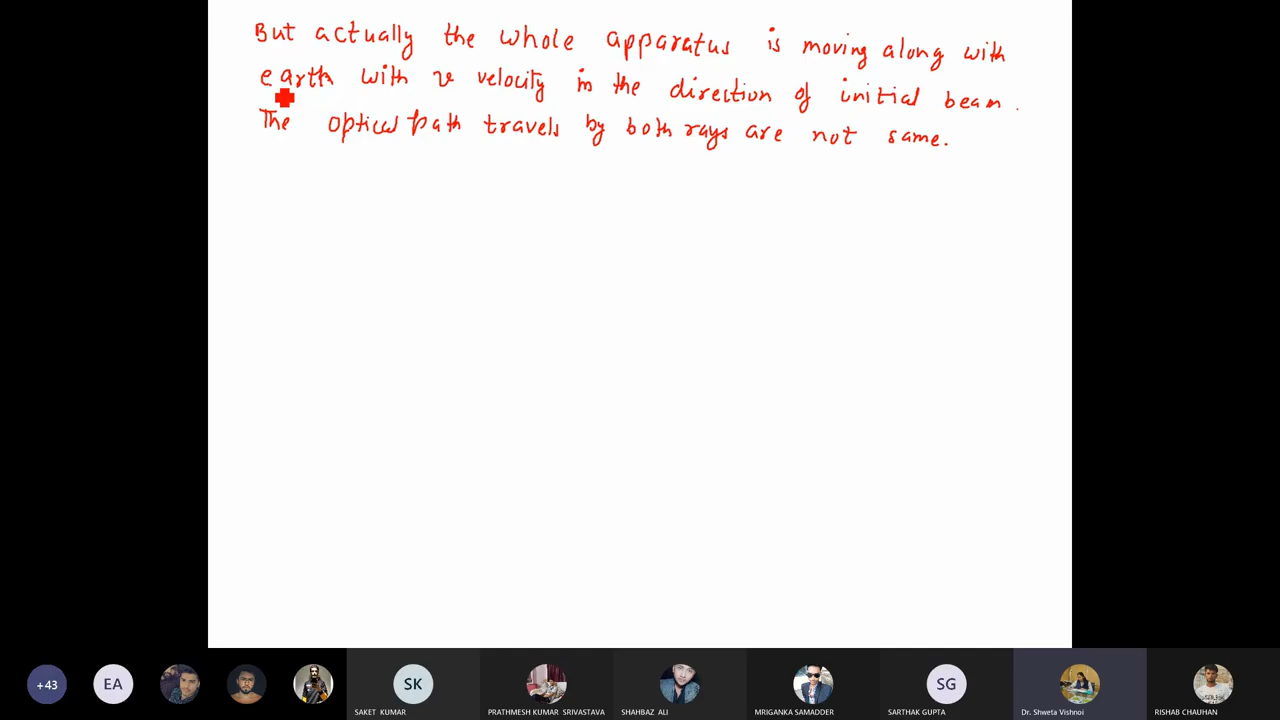 But actually the whole apparatus is moving along with
earth with v velocity in the direction of initial beam.
The optical path travels by both rays are not same.
+43
EA
SK
SG
SAKET KUMAR
PRATHMESH KUMAR SRIVASTAVA
SHAHBAZ ALI
MRIGANKA SAMADDER
SARTHAK GUPTA
Dr. Shweta Vishnoi
RISHAB CHAUHAN